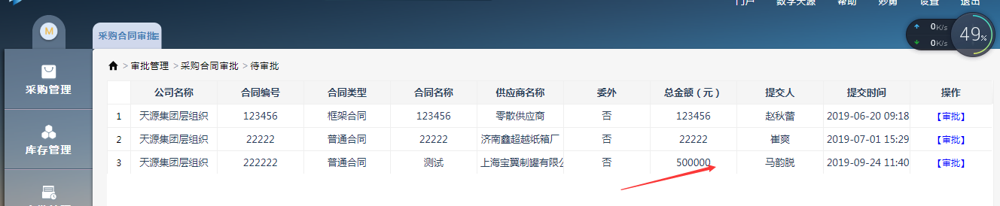 门户 数字天源 帮助 妙勇 设置 退出
M
采购合同审批
0K/s
0K/s
49%
采购管理
库存管理
审批管理 > 采购合同审批 > 待审批
公司名称 合同编号 合同类型 合同名称 供应商名称 委外 总金额（元） 提交人 提交时间 操作
1 天源集团层组织 123456 框架合同 123456 零散供应商 否 123456 赵秋蕾 2019-06-20 09:18 【审批】
2 天源集团层组织 22222 普通合同 22222 济南鑫超越纸箱厂 否 22222 崔爽 2019-07-01 15:29 【审批】
3 天源集团层组织 222222 普通合同 测试 上海宝翼制罐有限公 否 500000 马韵脱 2019-09-24 11:40 【审批】